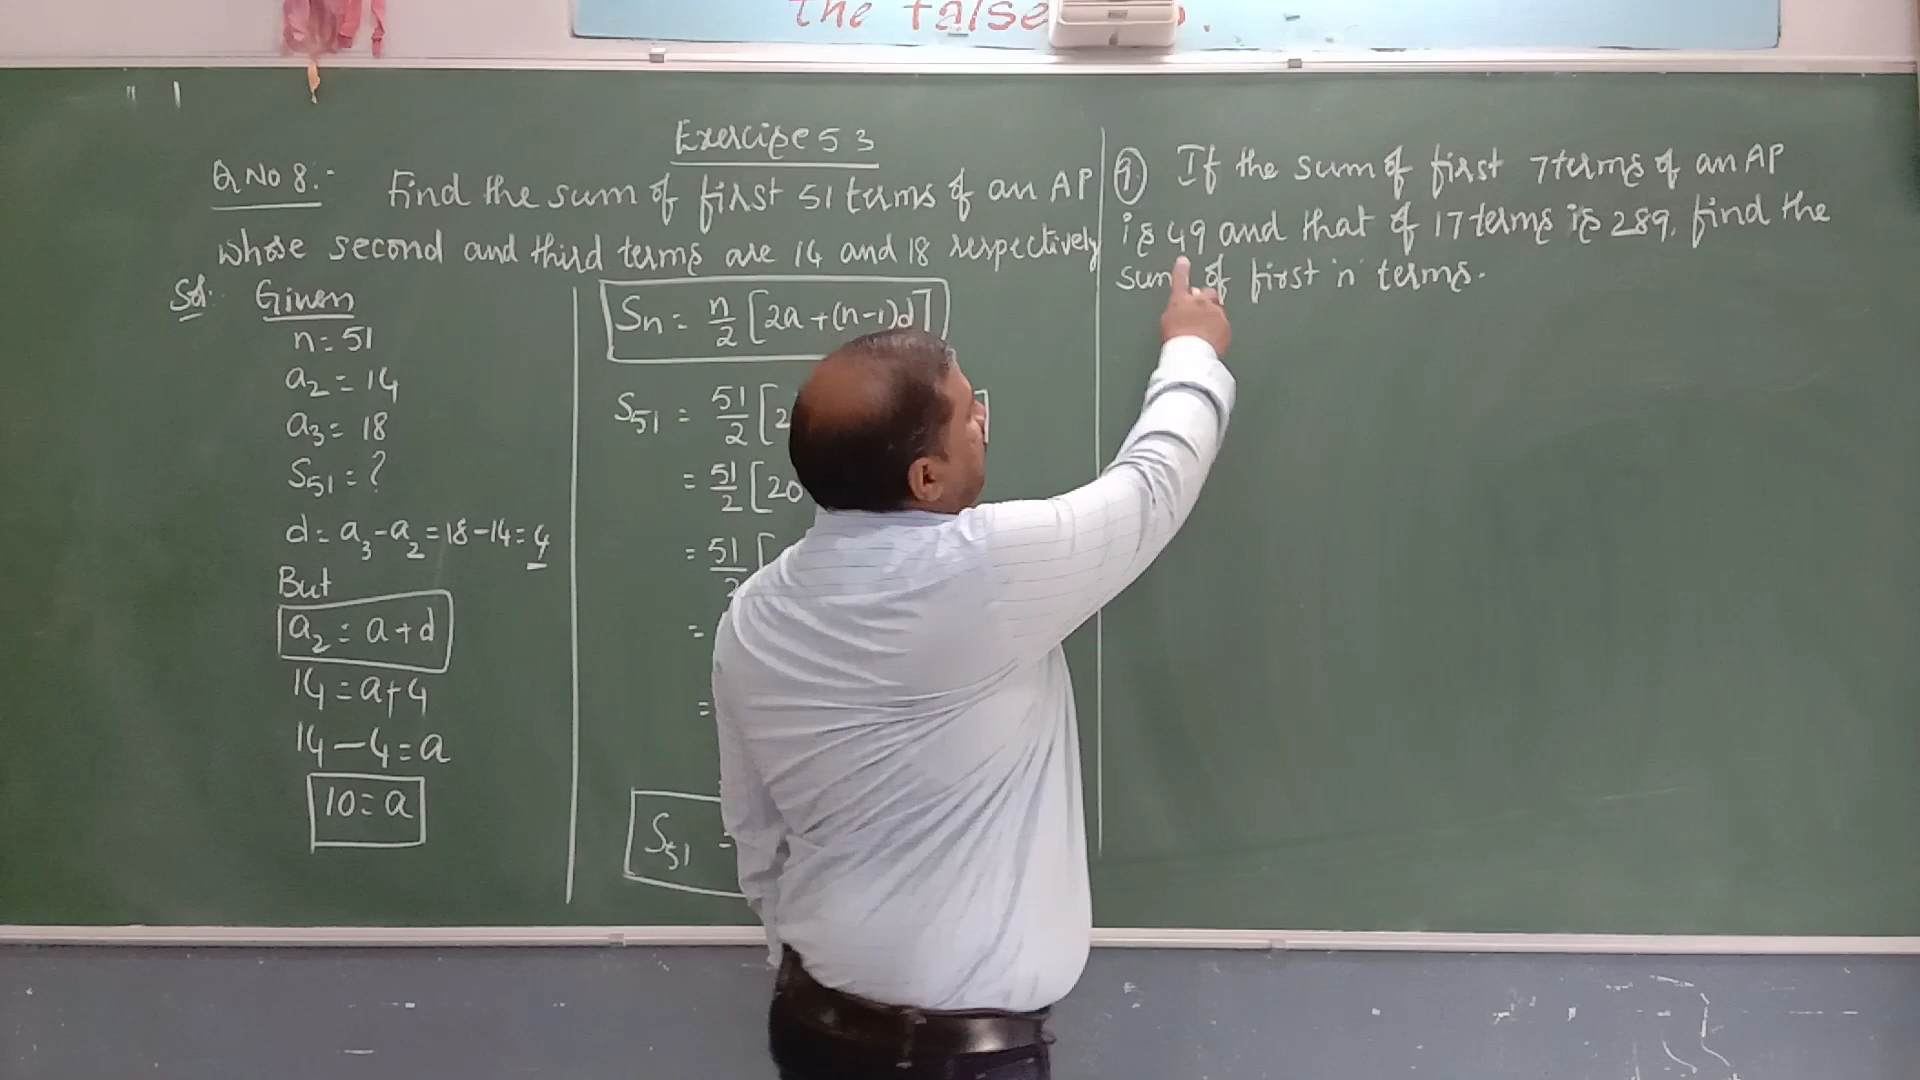 the false
Exercise 5 3
Q No 8:- Find the sum of first 51 terms of an AP
whose second and third terms are 14 and 18 respectively
Sol: Given
n = 51
a2 = 14
a3 = 18
S51 = ?
d = a3 - a2 = 18 - 14 = 4
But
a2 = a + d
14 = a + 4
14 - 4 = a
10 = a
Sn = n/2 [2a + (n-1)d]
S51 = 51/2 [2
= 51/2 [20
= 51/2 [
=
=
S51 =
9. If the sum of first 7 terms of an AP
is 49 and that of 17 terms is 289, find the
sum of first 'n' terms.